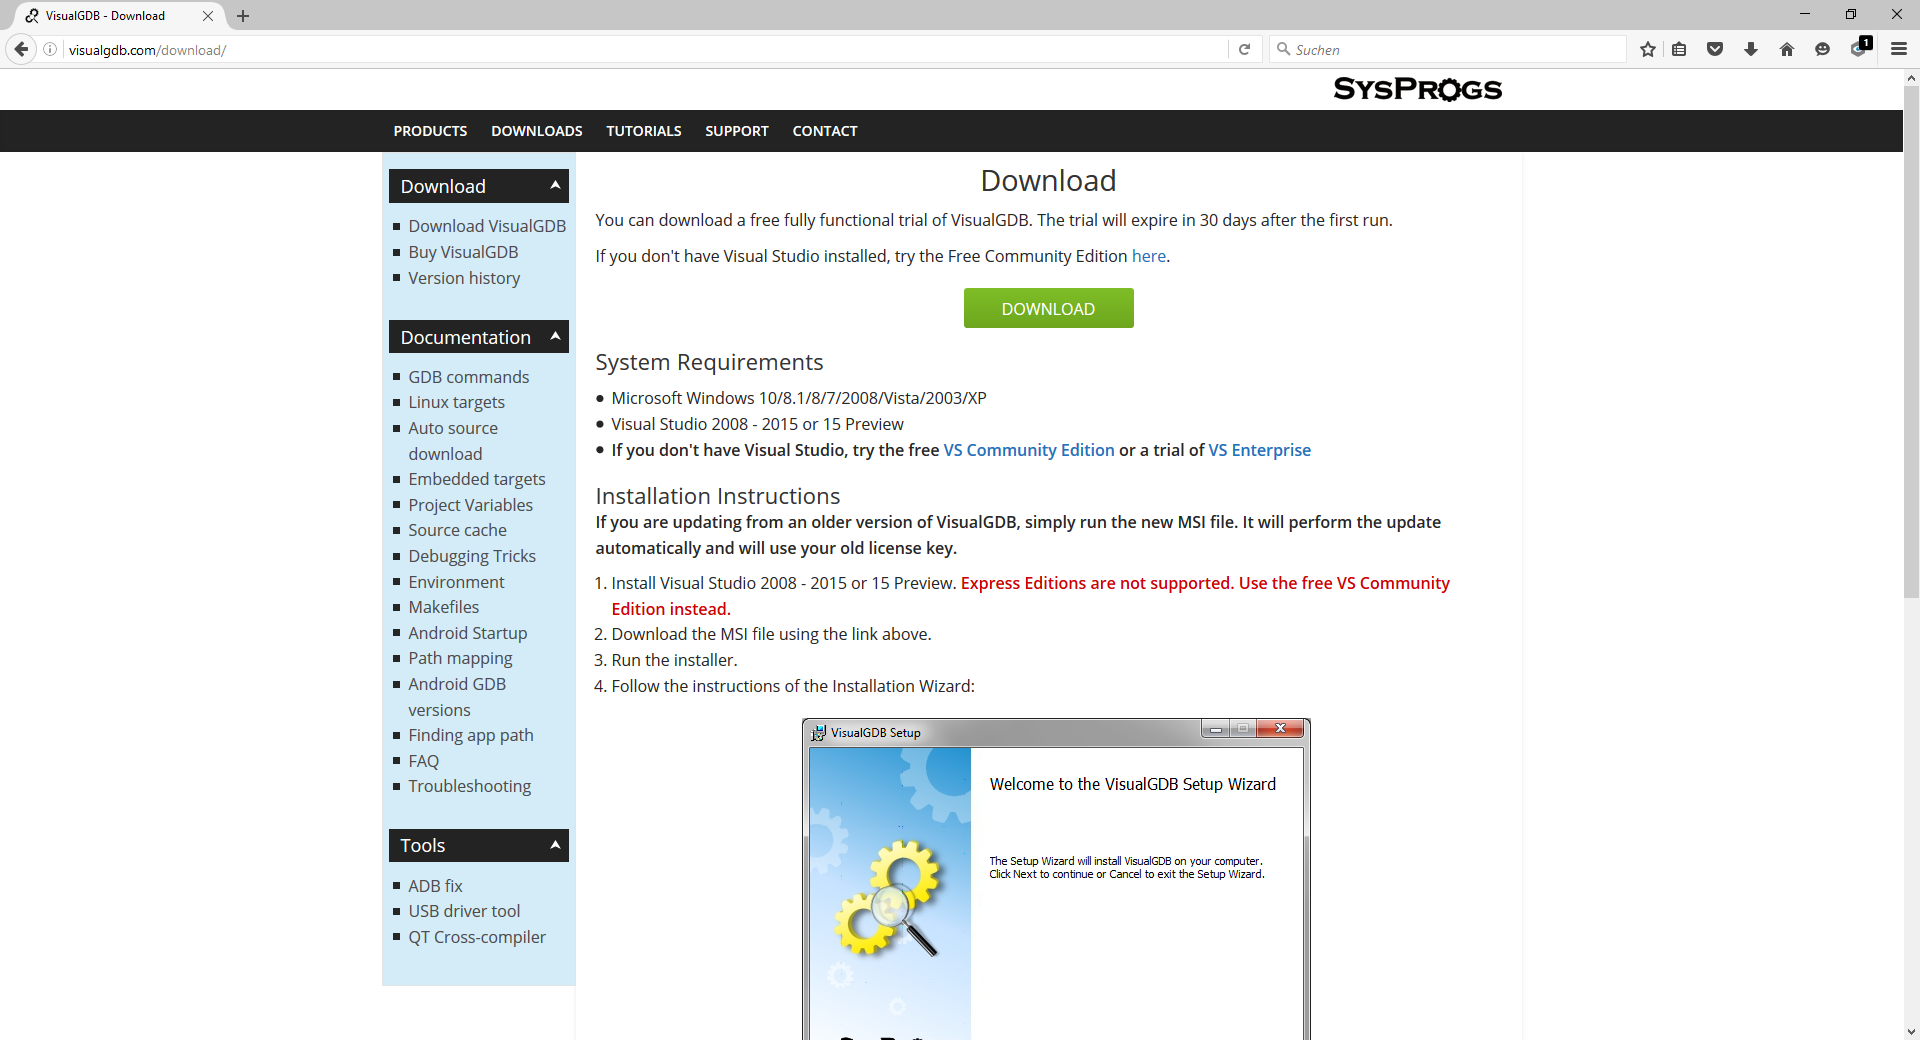 VisualGDB - Download
visualgdb.com/download/
Suchen
1
SYSPROGS
PRODUCTS DOWNLOADS TUTORIALS SUPPORT CONTACT
Download
Download VisualGDB
Buy VisualGDB
Version history
Documentation
GDB commands
Linux targets
Auto source
download
Embedded targets
Project Variables
Source cache
Debugging Tricks
Environment
Makefiles
Android Startup
Path mapping
Android GDB
versions
Finding app path
FAQ
Troubleshooting
Tools
ADB fix
USB driver tool
QT Cross-compiler
Download
You can download a free fully functional trial of VisualGDB. The trial will expire in 30 days after the first run.
If you don't have Visual Studio installed, try the Free Community Edition here.
DOWNLOAD
System Requirements
Microsoft Windows 10/8.1/8/7/2008/Vista/2003/XP
Visual Studio 2008 - 2015 or 15 Preview
If you don't have Visual Studio, try the free VS Community Edition or a trial of VS Enterprise
Installation Instructions
If you are updating from an older version of VisualGDB, simply run the new MSI file. It will perform the update
automatically and will use your old license key.
1. Install Visual Studio 2008 - 2015 or 15 Preview. Express Editions are not supported. Use the free VS Community
Edition instead.
2. Download the MSI file using the link above.
3. Run the installer.
4. Follow the instructions of the Installation Wizard:
VisualGDB Setup
Welcome to the VisualGDB Setup Wizard
The Setup Wizard will install VisualGDB on your computer.
Click Next to continue or Cancel to exit the Setup Wizard.